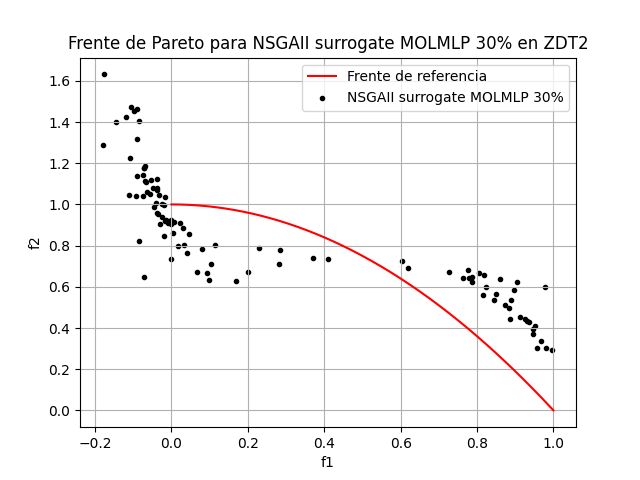 Frente de Pareto para NSGAII surrogate MOLMLP 30% en ZDT2
Frente de referencia
NSGAII surrogate MOLMLP 30%
f2
1.6
1.4
1.2
1.0
0.8
0.6
0.4
0.2
0.0
−0.2 0.0 0.2 0.4 0.6 0.8 1.0
f1